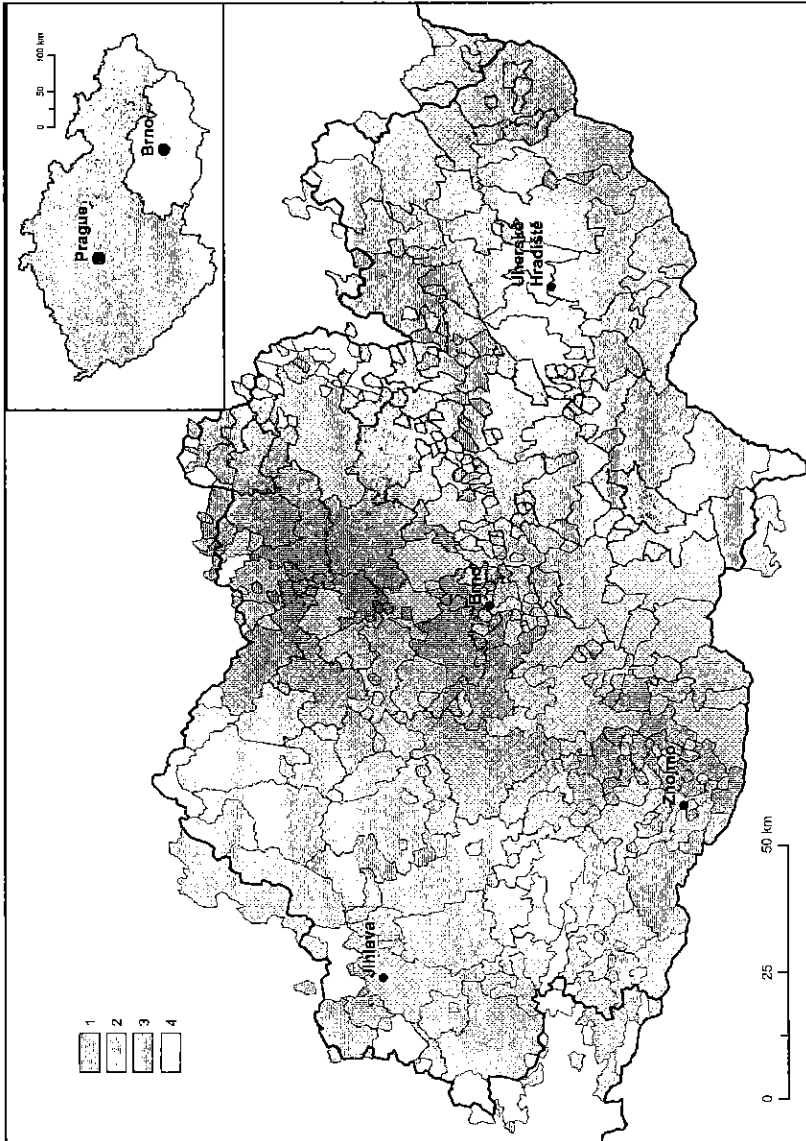 0
50
100 km
Prague
Brno
Uherské
Hradiště
Brno
Znojmo
Jihlava
1
2
3
4
0
25
50 km